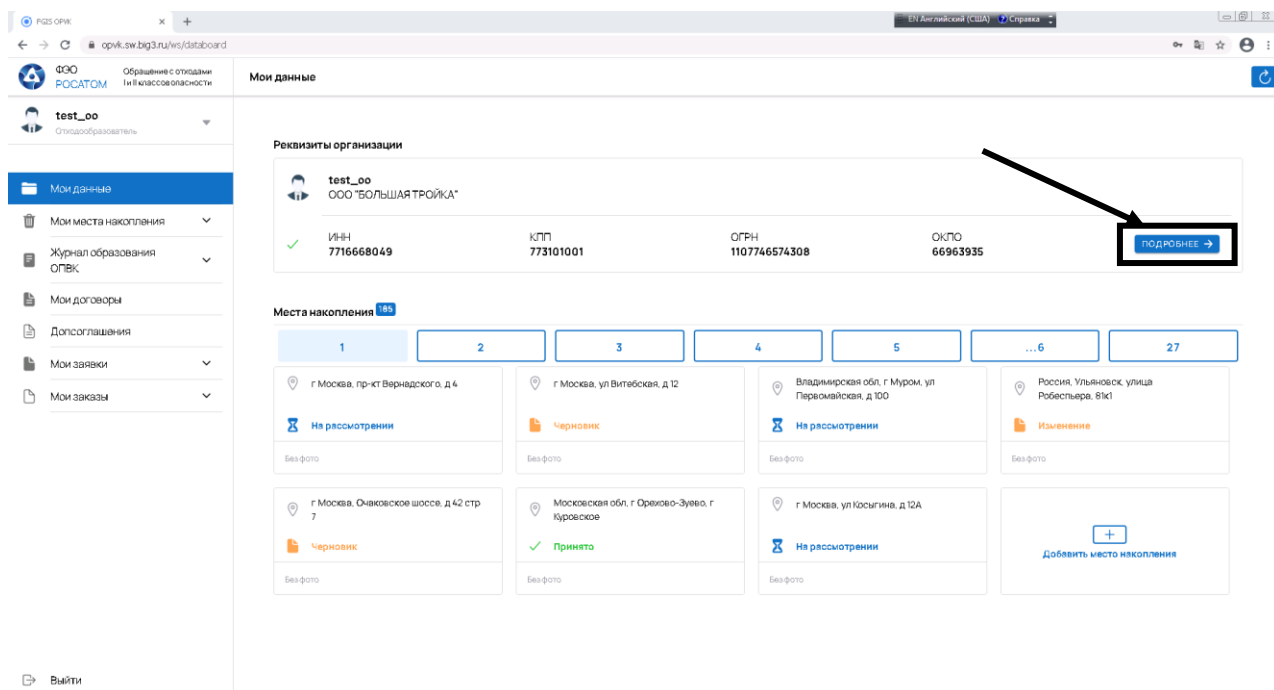 FGIS OPVK
EN Английский (США) Справка
opvk.sw.big3.ru/ws/databoard
ФЭО
РОСАТОМ
Обращение с отходами
I и II классов опасности
Мои данные
test_oo
Отходообразователь
Мои данные
Мои места накопления
Журнал образования
ОПВК
Мои договоры
Допсоглашения
Мои заявки
Мои заказы
Выйти
Реквизиты организации
test_oo
ООО "БОЛЬШАЯ ТРОЙКА"
ИНН
7716668049
КПП
773101001
ОГРН
1107746574308
ОКПО
66963935
ПОДРОБНЕЕ →
Места накопления 185
1 2 3 4 5 ...6 27
г Москва, пр-кт Вернадского, д 4
На рассмотрении
Без фото
г Москва, ул Витебская, д 12
Черновик
Без фото
Владимирская обл, г Муром, ул
Первомайская, д 100
На рассмотрении
Без фото
Россия, Ульяновск, улица
Робеспьера, 81к1
Изменение
Без фото
г Москва, Очаковское шоссе, д 42 стр
7
Черновик
Без фото
Московская обл, г Орехово-Зуево, г
Куровское
Принято
Без фото
г Москва, ул Косыгина, д 12А
На рассмотрении
Без фото
Добавить место накопления